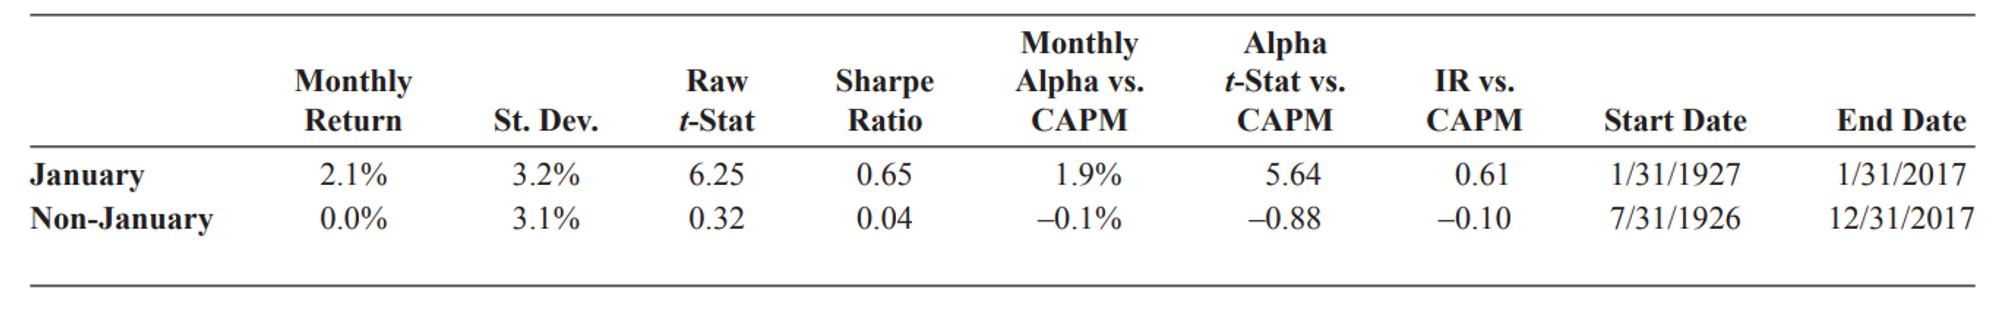 Monthly Alpha
Monthly Raw Sharpe Alpha vs. t-Stat vs. IR vs.
Return St. Dev. t-Stat Ratio CAPM CAPM CAPM Start Date End Date
January 2.1% 3.2% 6.25 0.65 1.9% 5.64 0.61 1/31/1927 1/31/2017
Non-January 0.0% 3.1% 0.32 0.04 –0.1% –0.88 –0.10 7/31/1926 12/31/2017